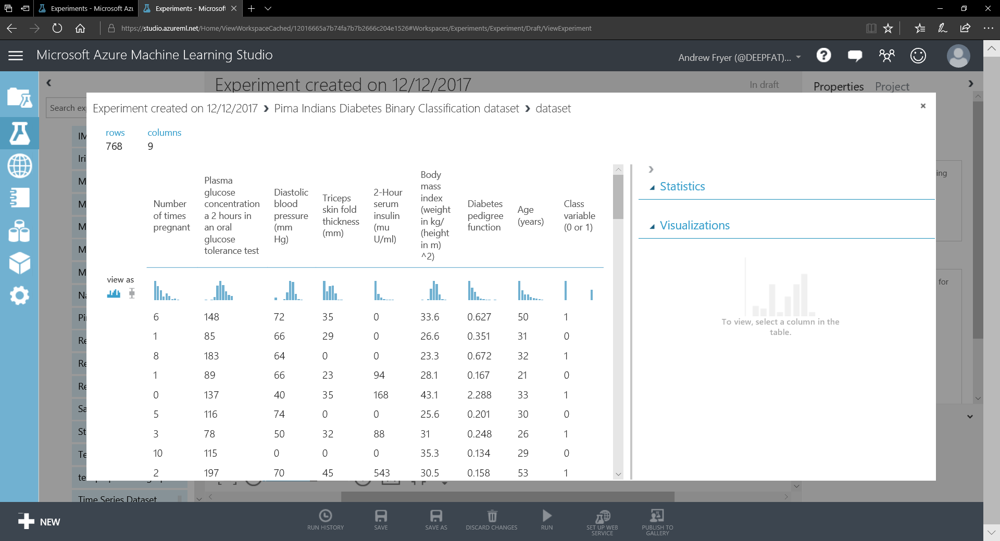 Experiments - Microsoft Az
Experiments - Microsoft
https://studio.azureml.net/Home/ViewWorkspaceCached/12016665a7b74fa7b7b2666c204e1526#Workspaces/Experiments/Experiment/Draft/ViewExperiment
Microsoft Azure Machine Learning Studio
Andrew Fryer (@DEEPFAT)...
Experiment created on 12/12/2017
In draft
Properties Project
Search ex
Experiment created on 12/12/2017 › Pima Indians Diabetes Binary Classification dataset › dataset
rows columns
768 9
Number of times pregnant
Plasma glucose concentration a 2 hours in an oral glucose tolerance test
Diastolic blood pressure (mm Hg)
Triceps skin fold thickness (mm)
2-Hour serum insulin (mu U/ml)
Body mass index (weight in kg/ (height in m) ^2)
Diabetes pedigree function
Age (years)
Class variable (0 or 1)
view as
6 148 72 35 0 33.6 0.627 50 1
1 85 66 29 0 26.6 0.351 31 0
8 183 64 0 0 23.3 0.672 32 1
1 89 66 23 94 28.1 0.167 21 0
0 137 40 35 168 43.1 2.288 33 1
5 116 74 0 0 25.6 0.201 30 0
3 78 50 32 88 31 0.248 26 1
10 115 0 0 0 35.3 0.134 29 0
2 197 70 45 543 30.5 0.158 53 1
Statistics
Visualizations
To view, select a column in the
table.
IM
Iri
M
M
M
M
M
Na
Pi
Re
Re
Re
Sa
St
Te
te
Time Series Dataset
ing
for
NEW
RUN HISTORY
SAVE
SAVE AS
DISCARD CHANGES
RUN
SET UP WEB
SERVICE
PUBLISH TO
GALLERY